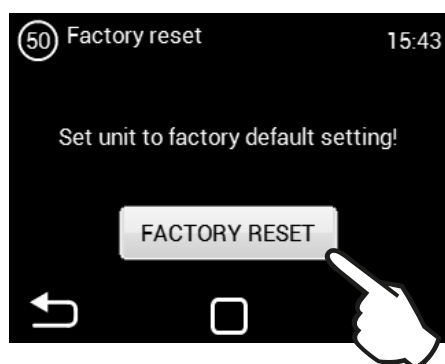 50 Factory reset 15:43
Set unit to factory default setting!
FACTORY RESET